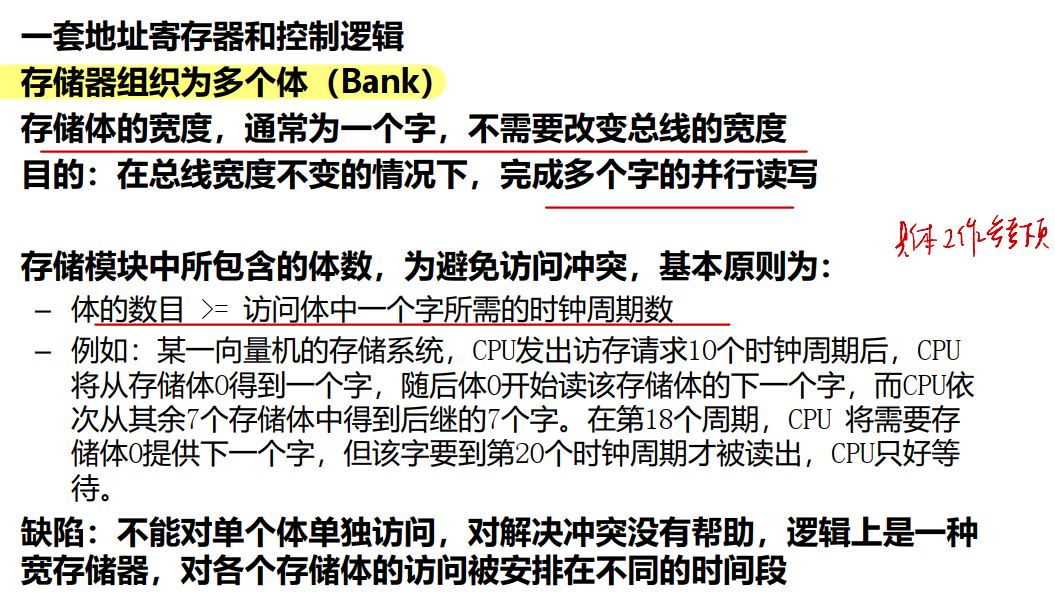 一套地址寄存器和控制逻辑
存储器组织为多个体（Bank）
存储体的宽度，通常为一个字，不需要改变总线的宽度
目的：在总线宽度不变的情况下，完成多个字的并行读写
存储模块中所包含的体数，为避免访问冲突，基本原则为：
– 体的数目 >= 访问体中一个字所需的时钟周期数
– 例如：某一向量机的存储系统，CPU发出访存请求10个时钟周期后，CPU
将从存储体0得到一个字，随后体0开始读该存储体的下一个字，而CPU依
次从其余7个存储体中得到后继的7个字。在第18个周期，CPU 将需要存
储体0提供下一个字，但该字要到第20个时钟周期才被读出，CPU只好等
待。
缺陷：不能对单个体单独访问，对解决冲突没有帮助，逻辑上是一种
宽存储器，对各个存储体的访问被安排在不同的时间段
具体工作